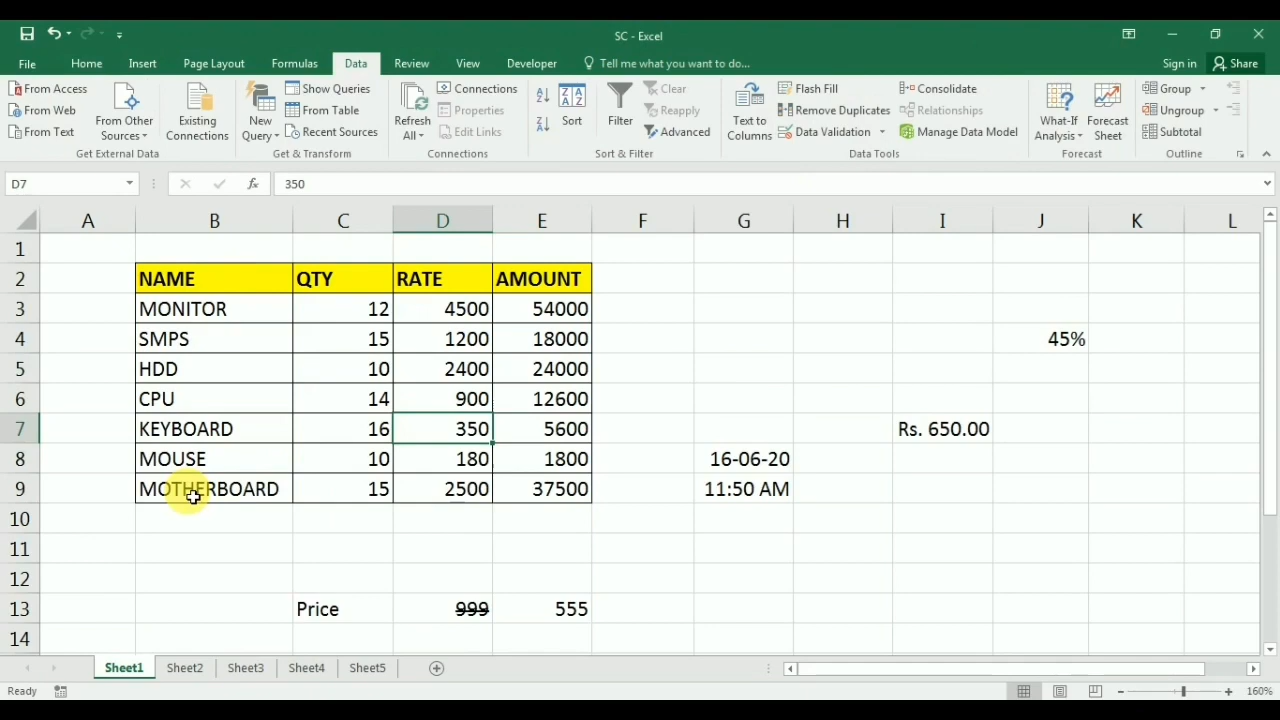 SC - Excel
File Home Insert Page Layout Formulas Data Review View Developer Tell me what you want to do... Sign in Share
From Access
From Web
From Text
From Other Sources
Existing Connections
Get External Data
New Query
Show Queries
From Table
Recent Sources
Get & Transform
Refresh All
Connections
Properties
Edit Links
Connections
Sort
Filter
Clear
Reapply
Advanced
Sort & Filter
Text to Columns
Flash Fill
Remove Duplicates
Data Validation
Consolidate
Relationships
Manage Data Model
Data Tools
What-If Analysis
Forecast Sheet
Forecast
Group
Ungroup
Subtotal
Outline
D7 fx 350
A B C D E F G H I J K L
1
2 NAME QTY RATE AMOUNT
3 MONITOR 12 4500 54000
4 SMPS 15 1200 18000 45%
5 HDD 10 2400 24000
6 CPU 14 900 12600
7 KEYBOARD 16 350 5600 Rs. 650.00
8 MOUSE 10 180 1800 16-06-20
9 MOTHERBOARD 15 2500 37500 11:50 AM
10
11
12
13 Price 999 555
14
Sheet1 Sheet2 Sheet3 Sheet4 Sheet5
Ready 160%